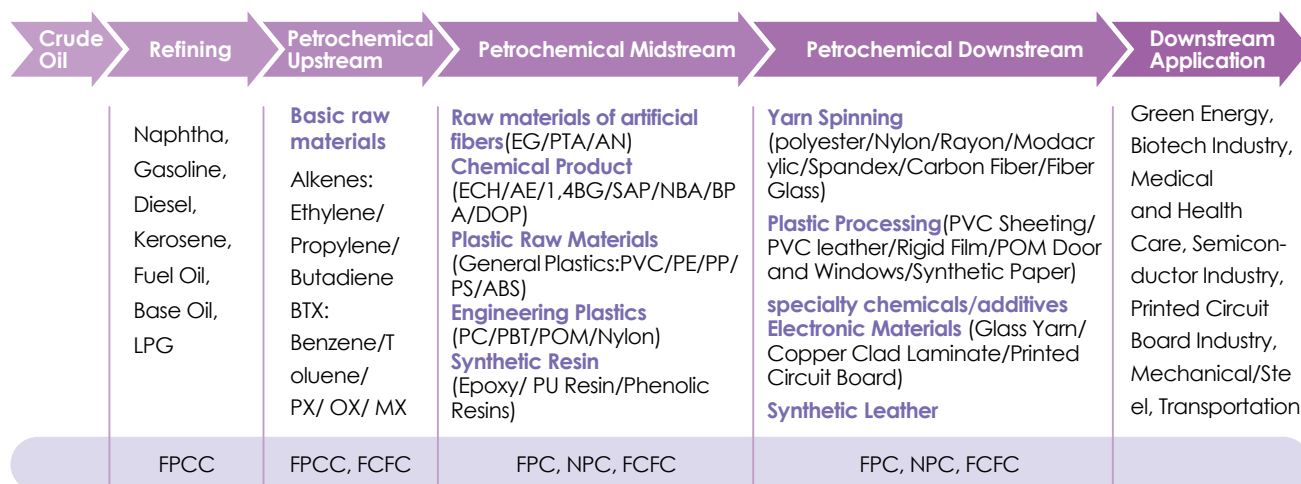 Crude
Oil
Refining
Petrochemical
Upstream
Petrochemical Midstream
Petrochemical Downstream
Downstream
Application
Naphtha,
Gasoline,
Diesel,
Kerosene,
Fuel Oil,
Base Oil,
LPG
Basic raw
materials
Alkenes:
Ethylene/
Propylene/
Butadiene
BTX:
Benzene/T
oluene/
PX/ OX/ MX
Raw materials of artificial
fibers(EG/PTA/AN)
Chemical Product
(ECH/AE/1,4BG/SAP/NBA/BP
A/DOP)
Plastic Raw Materials
(General Plastics:PVC/PE/PP/
PS/ABS)
Engineering Plastics
(PC/PBT/POM/Nylon)
Synthetic Resin
(Epoxy/ PU Resin/Phenolic
Resins)
Yarn Spinning
(polyester/Nylon/Rayon/Modacr
ylic/Spandex/Carbon Fiber/Fiber
Glass)
Plastic Processing(PVC Sheeting/
PVC leather/Rigid Film/POM Door
and Windows/Synthetic Paper)
specialty chemicals/additives
Electronic Materials (Glass Yarn/
Copper Clad Laminate/Printed
Circuit Board)
Synthetic Leather
Green Energy,
Biotech Industry,
Medical
and Health
Care, Semicon-
ductor Industry,
Printed Circuit
Board Industry,
Mechanical/Ste
el, Transportation
FPCC
FPCC, FCFC
FPC, NPC, FCFC
FPC, NPC, FCFC